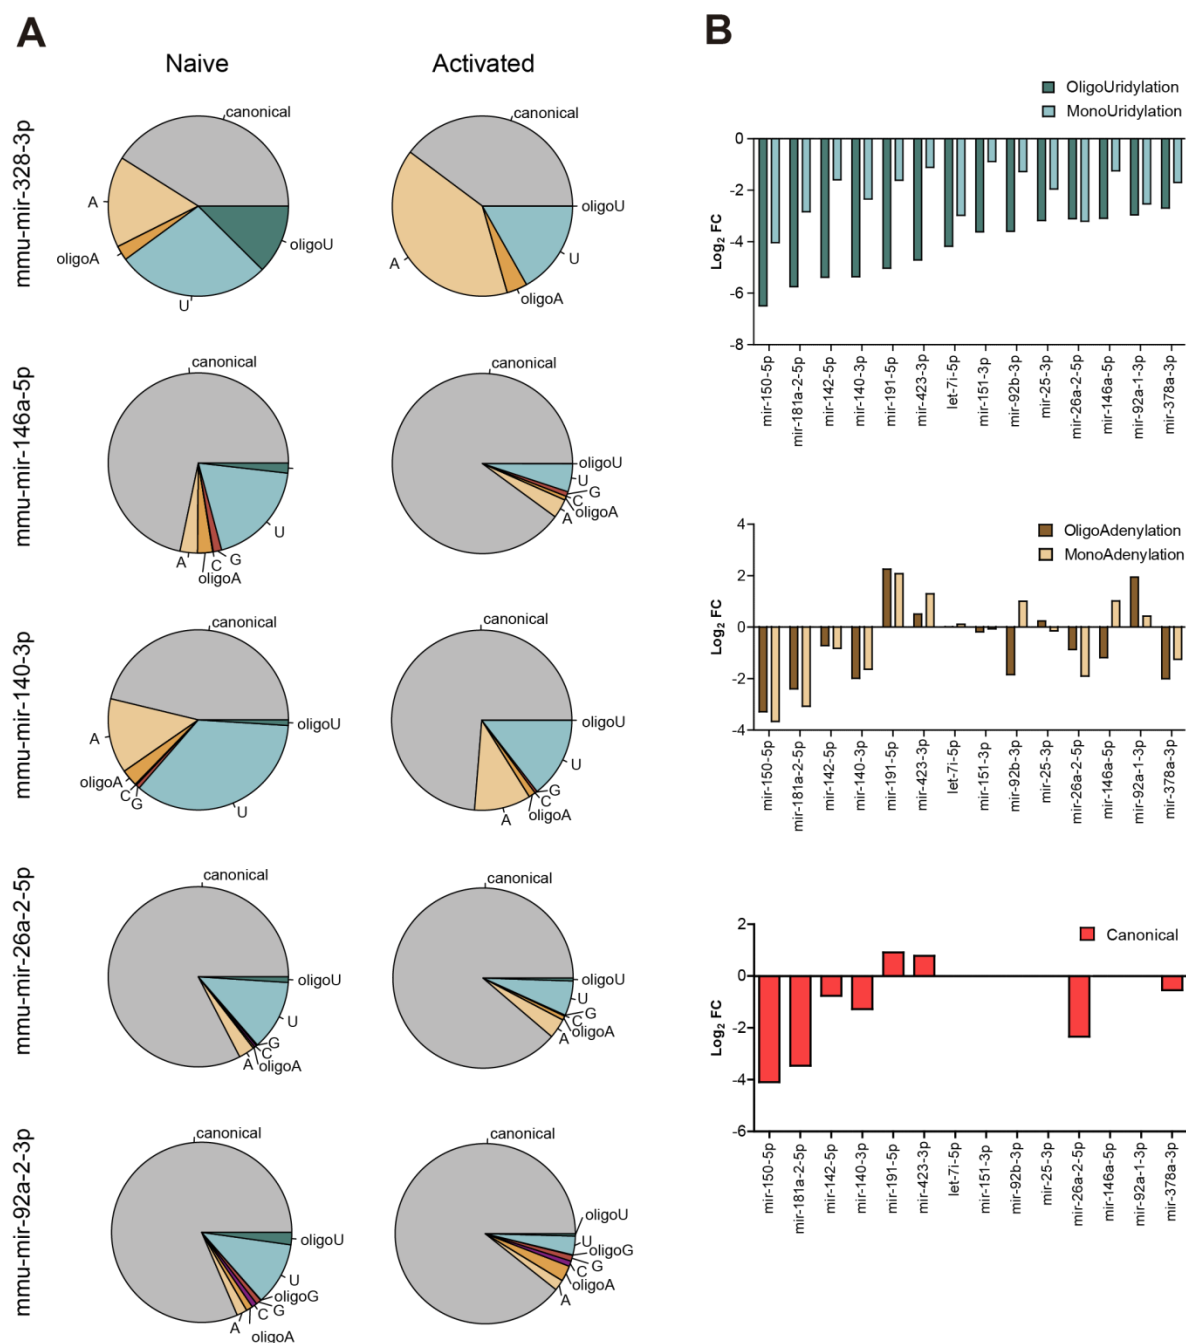 A
Naive
Activated
mmu-mir-328-3p
canonical
A
oligoA
U
oligoU
canonical
oligoU
U
oligoA
A
mmu-mir-146a-5p
canonical
U
G
C
oligoA
A
canonical
oligoU
U
G
C
oligoA
A
mmu-mir-140-3p
canonical
oligoU
A
oligoA
C
G
U
canonical
oligoU
U
G
C
oligoA
A
mmu-mir-26a-2-5p
canonical
oligoU
U
G
C
oligoA
A
canonical
oligoU
U
G
C
oligoA
A
mmu-mir-92a-2-3p
canonical
oligoU
U
oligoG
G
C
oligoA
A
canonical
oligoU
U
oligoG
G
C
oligoA
A
B
OligoUridylation
MonoUridylation
Log2 FC
0
-2
-4
-6
-8
mir-150-5p
mir-181a-2-5p
mir-142-5p
mir-140-3p
mir-191-5p
mir-423-3p
let-7i-5p
mir-151-3p
mir-92b-3p
mir-25-3p
mir-26a-2-5p
mir-146a-5p
mir-92a-1-3p
mir-378a-3p
OligoAdenylation
MonoAdenylation
Log2 FC
4
2
0
-2
-4
mir-150-5p
mir-181a-2-5p
mir-142-5p
mir-140-3p
mir-191-5p
mir-423-3p
let-7i-5p
mir-151-3p
mir-92b-3p
mir-25-3p
mir-26a-2-5p
mir-146a-5p
mir-92a-1-3p
mir-378a-3p
Canonical
Log2 FC
2
0
-2
-4
-6
mir-150-5p
mir-181a-2-5p
mir-142-5p
mir-140-3p
mir-191-5p
mir-423-3p
let-7i-5p
mir-151-3p
mir-92b-3p
mir-25-3p
mir-26a-2-5p
mir-146a-5p
mir-92a-1-3p
mir-378a-3p